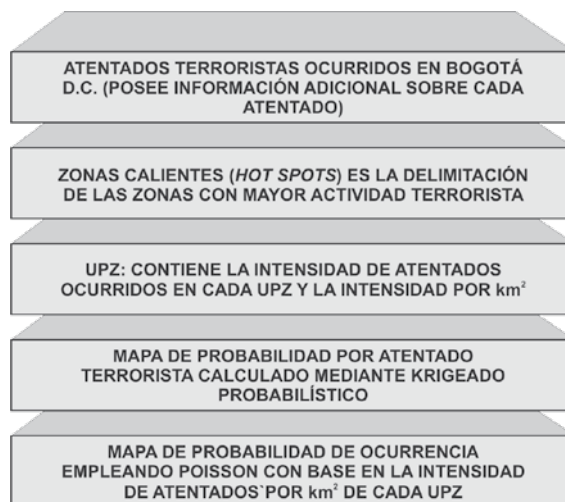 ATENTADOS TERRORISTAS OCURRIDOS EN BOGOTÁ
D.C. (POSEE INFORMACIÓN ADICIONAL SOBRE CADA
ATENTADO)
ZONAS CALIENTES (HOT SPOTS) ES LA DELIMITACIÓN
DE LAS ZONAS CON MAYOR ACTIVIDAD TERRORISTA
UPZ: CONTIENE LA INTENSIDAD DE ATENTADOS
OCURRIDOS EN CADA UPZ Y LA INTENSIDAD POR km²
MAPA DE PROBABILIDAD POR ATENTADO
TERRORISTA CALCULADO MEDIANTE KRIGEADO
PROBABILÍSTICO
MAPA DE PROBABILIDAD DE OCURRENCIA
EMPLEANDO POISSON CON BASE EN LA INTENSIDAD
DE ATENTADOS`POR km² DE CADA UPZ